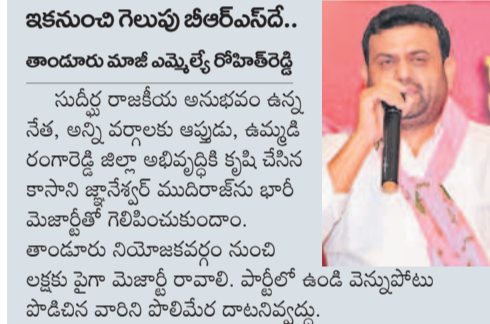 ఇకనుంచి గెలుపు బీఆర్ఎస్‌దే..
తాండూరు మాజీ ఎమ్మెల్యే రోహిత్‌రెడ్డి
సుదీర్ఘ రాజకీయ అనుభవం ఉన్న
నేత, అన్ని వర్గాలకు ఆప్తుడు, ఉమ్మడి
రంగారెడ్డి జిల్లా అభివృద్ధికి కృషి చేసిన
కాసాని జ్ఞానేశ్వర్ ముదిరాజ్‌ను భారీ
మెజార్టీతో గెలిపించుకుందాం.
తాండూరు నియోజకవర్గం నుంచి
లక్షకు పైగా మెజార్టీ రావాలి. పార్టీలో ఉండి వెన్నుపోటు
పొడిచిన వారిని పొలిమేర దాటనివ్వద్దు.